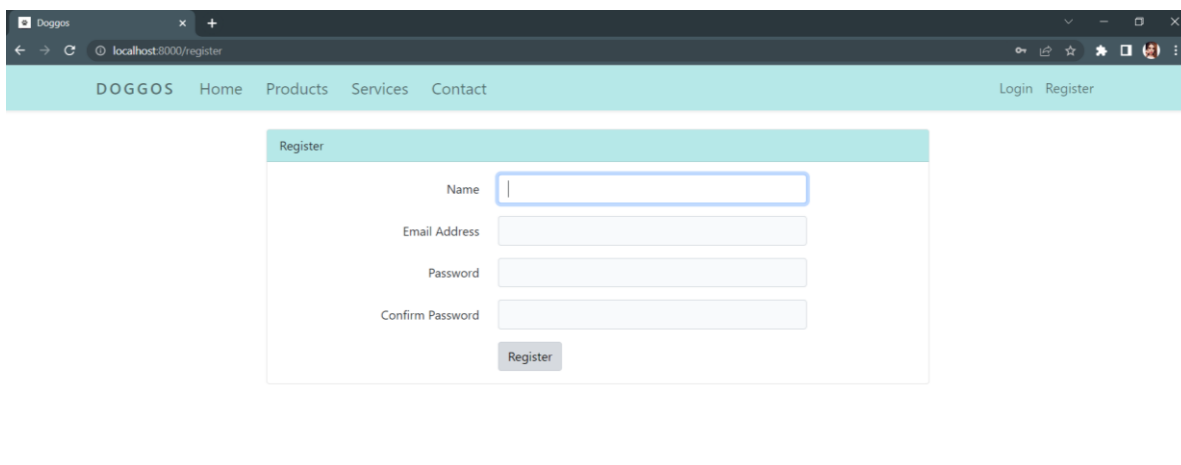 Doggos
localhost:8000/register
DOGGOS Home Products Services Contact Login Register
Register
Name
Email Address
Password
Confirm Password
Register